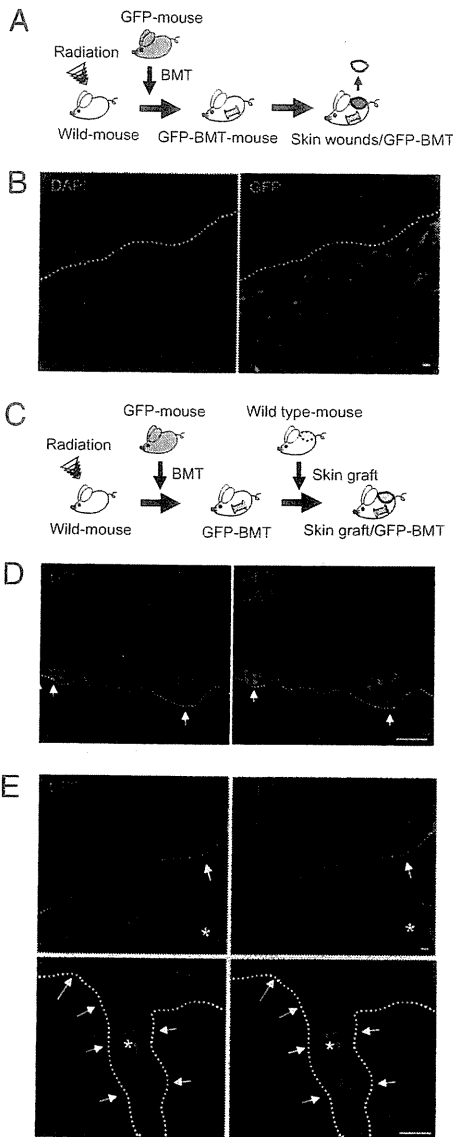 A
GFP-mouse
Radiation
BMT
Wild-mouse
GFP-BMT-mouse
Skin wounds/GFP-BMT
B
DAPI
GFP
C
GFP-mouse
Wild type-mouse
Radiation
BMT
Skin graft
Wild-mouse
GFP-BMT
Skin graft/GFP-BMT
D
*
E
*
*
*
*